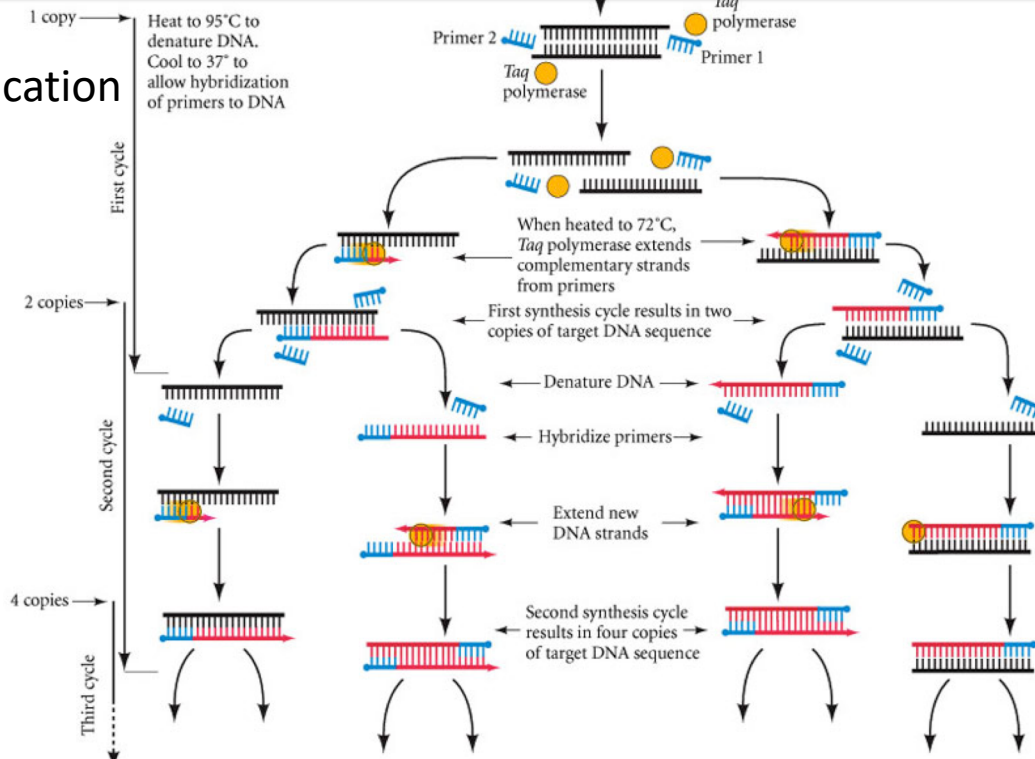 1 copy
Heat to 95˚C to
denature DNA.
Cool to 37˚ to
allow hybridization
of primers to DNA
cation
Taq
polymerase
Primer 2
Primer 1
Taq
polymerase
First cycle
When heated to 72˚C,
Taq polymerase extends
complementary strands
from primers
2 copies
First synthesis cycle results in two
copies of target DNA sequence
Denature DNA
Hybridize primers
Second cycle
Extend new
DNA strands
4 copies
Second synthesis cycle
results in four copies
of target DNA sequence
Third cycle